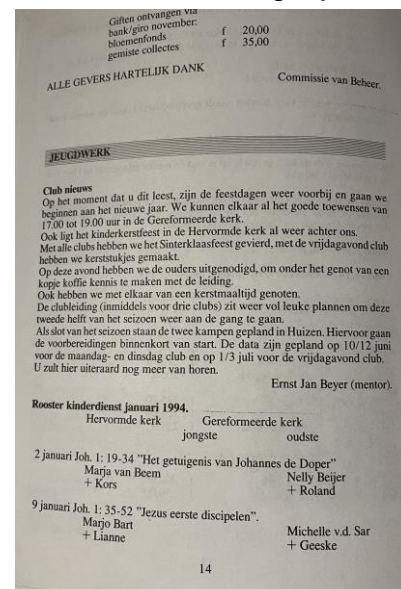 Giften ontvangen via
bank/giro november:
bloemenfonds f 20,00
gemiste collectes f 35,00
ALLE GEVERS HARTELIJK DANK
Commissie van Beheer.
JEUGDWERK
Club nieuws
Op het moment dat u dit leest, zijn de feestdagen weer voorbij en gaan we
beginnen aan het nieuwe jaar. We kunnen elkaar al het goede toewensen van
17.00 tot 19.00 uur in de Gereformeerde kerk.
Ook ligt het kinderkerstfeest in de Hervormde kerk al weer achter ons.
Met alle clubs hebben we het Sinterklaasfeest gevierd, met de vrijdagavond club
hebben we kerststukjes gemaakt.
Op deze avond hebben we de ouders uitgenodigd, om onder het genot van een
kopje koffie kennis te maken met de leiding.
Ook hebben we met elkaar van een kerstmaaltijd genoten.
De clubleiding (inmiddels voor drie clubs) zit weer vol leuke plannen om deze
tweede helft van het seizoen weer aan de gang te gaan.
Als slot van het seizoen staan de twee kampen gepland in Huizen. Hiervoor gaan
de voorbereidingen binnenkort van start. De data zijn gepland op 10/12 juni
voor de maandag- en dinsdag club en op 1/3 juli voor de vrijdagavond club.
U zult hier uiteraard nog meer van horen.
Ernst Jan Beyer (mentor).
Rooster kinderdienst januari 1994.
Hervormde kerk Gereformeerde kerk
jongste oudste
2 januari Joh. 1: 19-34 "Het getuigenis van Johannes de Doper"
Marja van Beem Nelly Beijer
+ Kors + Roland
9 januari Joh. 1: 35-52 "Jezus eerste discipelen".
Marjo Bart Michelle v.d. Sar
+ Lianne + Geeske
14